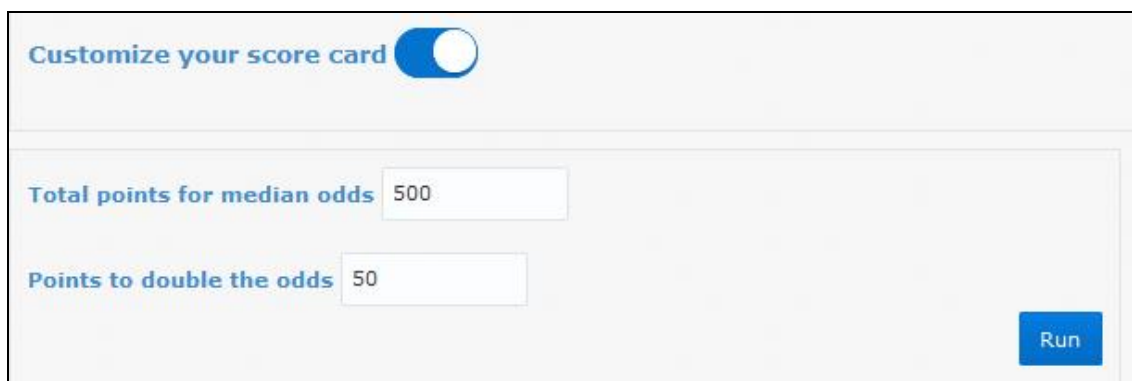 Customize your score card
Total points for median odds 500
Points to double the odds 50
Run